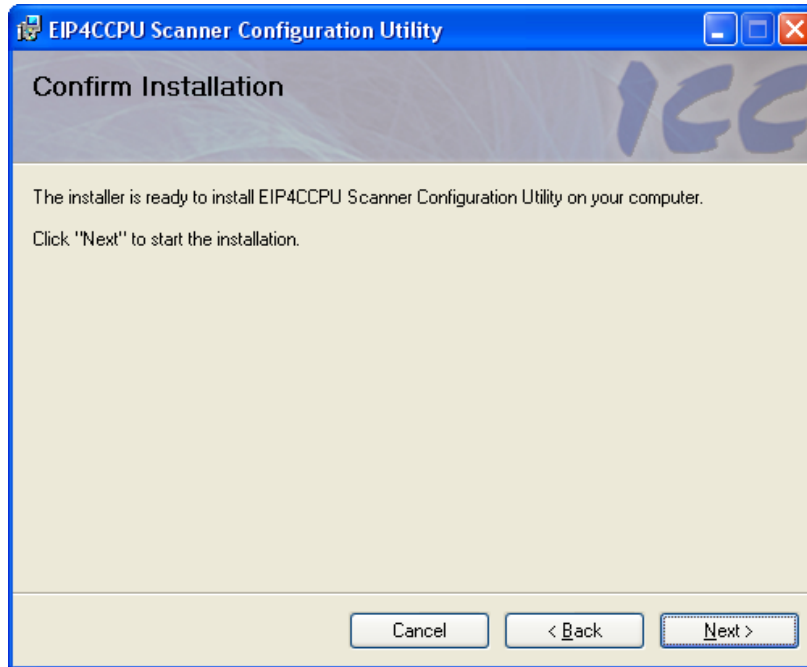 EIP4CCPU Scanner Configuration Utility
Confirm Installation
ICC
The installer is ready to install EIP4CCPU Scanner Configuration Utility on your computer.
Click "Next" to start the installation.
Cancel
< Back
Next >